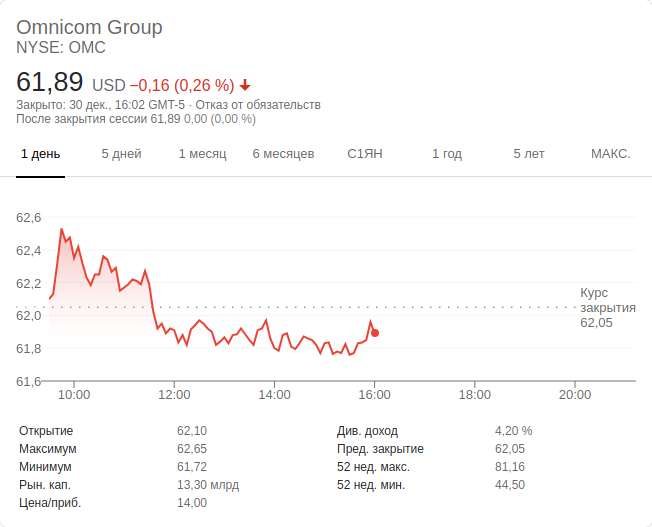 Omnicom Group
NYSE: OMC
61,89 USD −0,16 (0,26 %)
Закрыто: 30 дек., 16:02 GMT-5 · Отказ от обязательств
После закрытия сессии 61,89 0,00 (0,00 %)
1 день 5 дней 1 месяц 6 месяцев С1ЯН 1 год 5 лет МАКС.
62,6
62,4
62,2
62,0
61,8
61,6
Курс
закрытия
62,05
10:00 12:00 14:00 16:00 18:00 20:00
Открытие 62,10 Див. доход 4,20 %
Максимум 62,65 Пред. закрытие 62,05
Минимум 61,72 52 нед. макс. 81,16
Рын. кап. 13,30 млрд 52 нед. мин. 44,50
Цена/приб. 14,00